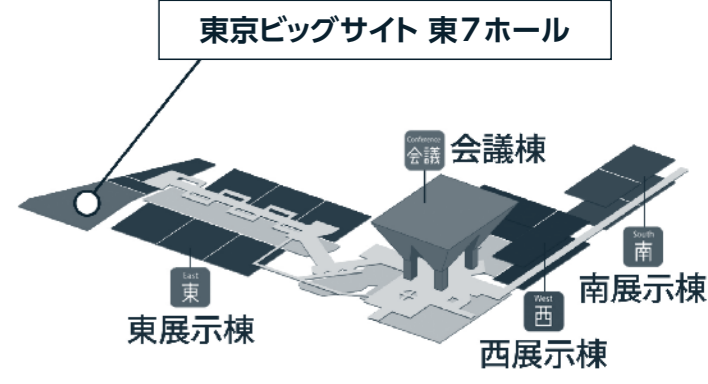 東京ビッグサイト 東7ホール
Conference
会議
会議棟
South
南
南展示棟
East
東
東展示棟
West
西
西展示棟